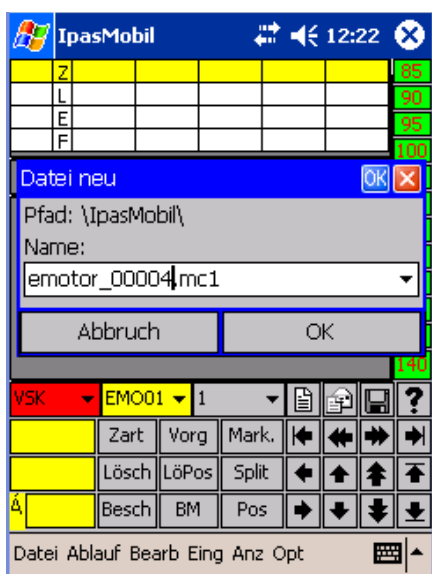 IpasMobil 12:22
Z 85
L 90
E 95
F 100
Datei neu OK
Pfad: \IpasMobil\
Name:
emotor_00004.mc1
Abbruch OK
140
VSK EMO01 1 ?
Zart Vorg Mark.
Lösch LöPos Split
Á Besch BM Pos
Datei Ablauf Bearb Eing Anz Opt